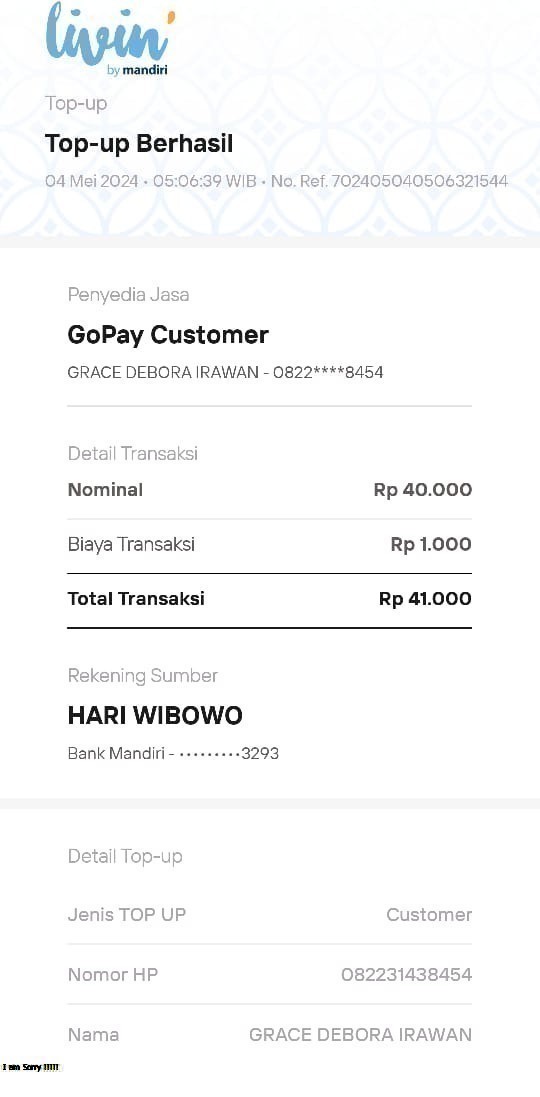 livin'
by mandiri
Top-up
Top-up Berhasil
04 Mei 2024 • 05:06:39 WIB • No. Ref. 702405040506321544
Penyedia Jasa
GoPay Customer
GRACE DEBORA IRAWAN - 0822****8454
Detail Transaksi
Nominal Rp 40.000
Biaya Transaksi Rp 1.000
Total Transaksi Rp 41.000
Rekening Sumber
HARI WIBOWO
Bank Mandiri - •••••••••3293
Detail Top-up
Jenis TOP UP Customer
Nomor HP 082231438454
Nama GRACE DEBORA IRAWAN
I am Sorry !!!!!!